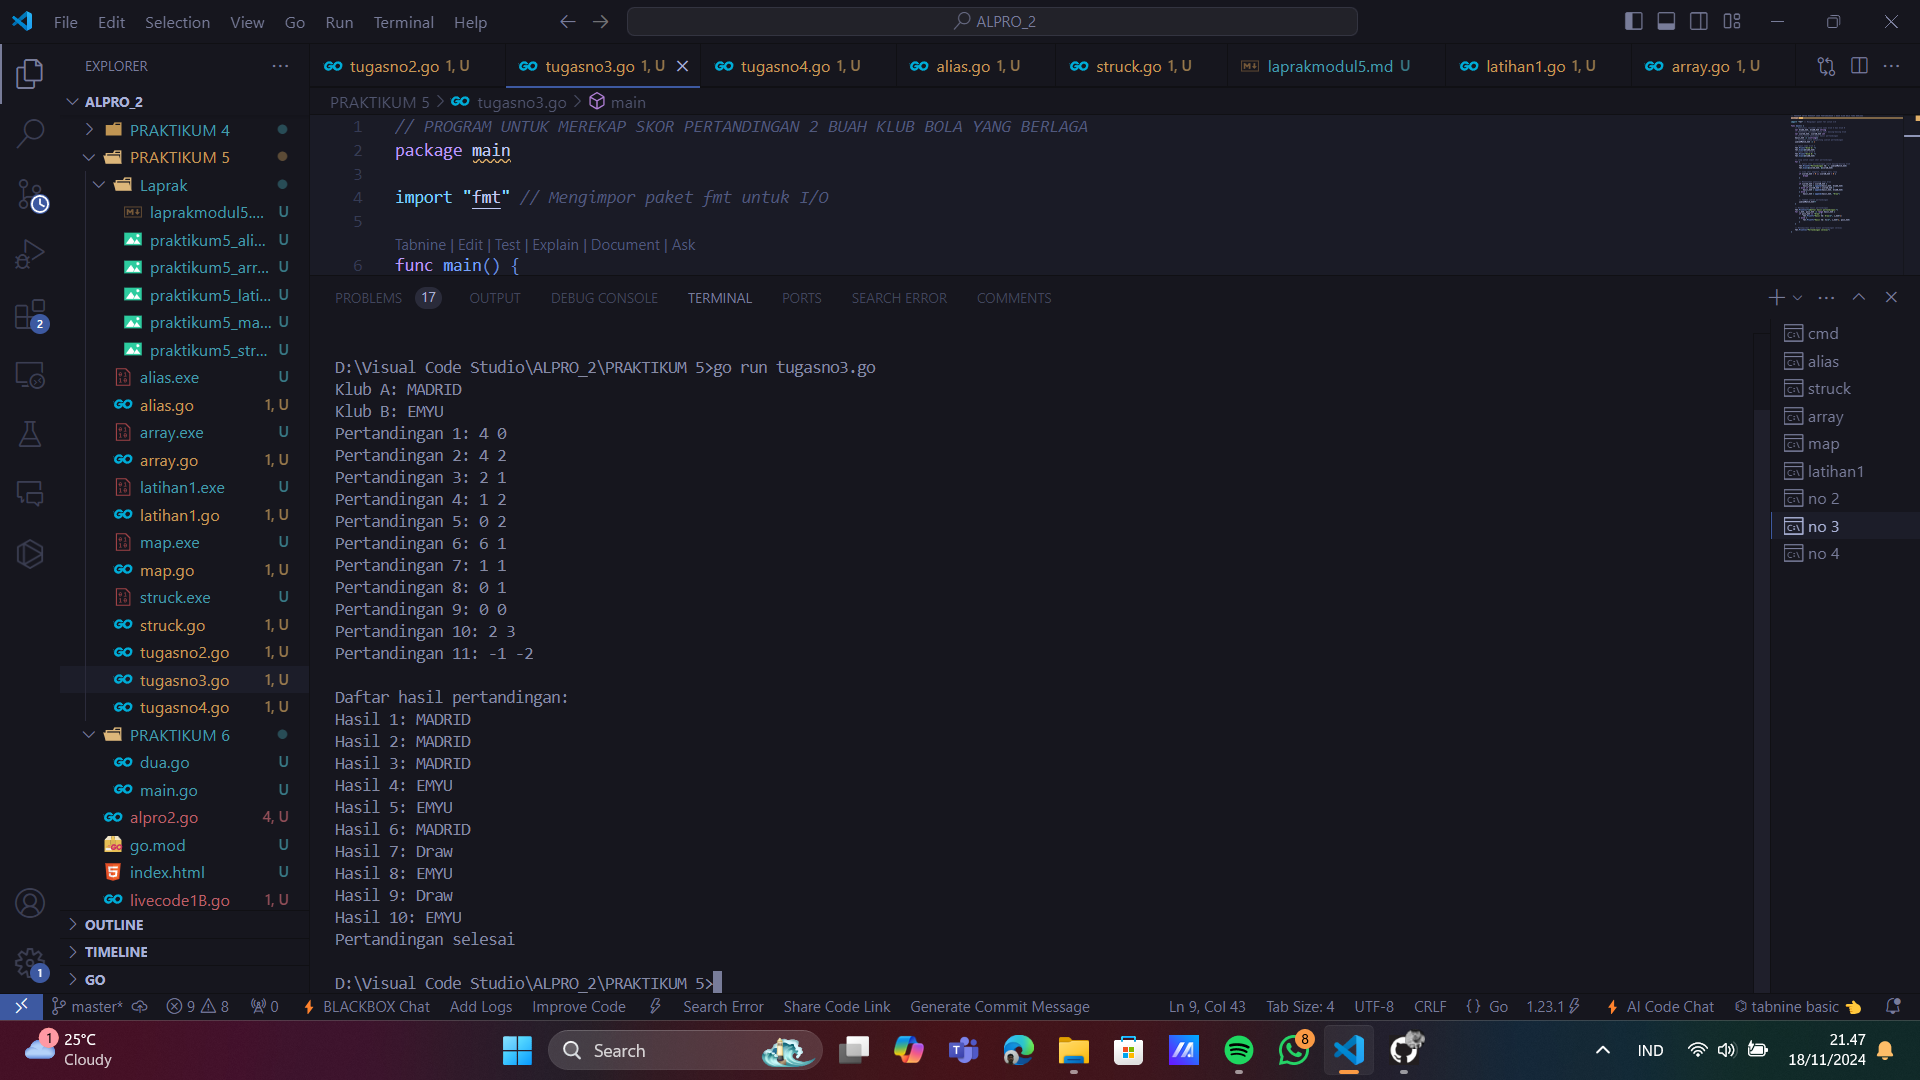 File Edit Selection View Go Run Terminal Help
ALPRO_2
EXPLORER
tugasno2.go 1, U
tugasno3.go 1, U
tugasno4.go 1, U
alias.go 1, U
struck.go 1, U
laprakmodul5.md U
latihan1.go 1, U
array.go 1, U
ALPRO_2
PRAKTIKUM 4
PRAKTIKUM 5
Laprak
laprakmodul5.... U
praktikum5_ali... U
praktikum5_arr... U
praktikum5_lati... U
praktikum5_ma... U
praktikum5_str... U
alias.exe U
alias.go 1, U
array.exe U
array.go 1, U
latihan1.exe U
latihan1.go 1, U
map.exe U
map.go 1, U
struck.exe U
struck.go 1, U
tugasno2.go 1, U
tugasno3.go 1, U
tugasno4.go 1, U
PRAKTIKUM 6
dua.go U
main.go U
alpro2.go 4, U
go.mod U
index.html U
livecode1B.go 1, U
OUTLINE
TIMELINE
GO
2
1
PRAKTIKUM 5 > tugasno3.go > main
1 // PROGRAM UNTUK MEREKAP SKOR PERTANDINGAN 2 BUAH KLUB BOLA YANG BERLAGA
2 package main
3
4 import "fmt" // Mengimpor paket fmt untuk I/O
5
Tabnine | Edit | Test | Explain | Document | Ask
6 func main() {
PROBLEMS 17 OUTPUT DEBUG CONSOLE TERMINAL PORTS SEARCH ERROR COMMENTS
D:\Visual Code Studio\ALPRO_2\PRAKTIKUM 5>go run tugasno3.go
Klub A: MADRID
Klub B: EMYU
Pertandingan 1: 4 0
Pertandingan 2: 4 2
Pertandingan 3: 2 1
Pertandingan 4: 1 2
Pertandingan 5: 0 2
Pertandingan 6: 6 1
Pertandingan 7: 1 1
Pertandingan 8: 0 1
Pertandingan 9: 0 0
Pertandingan 10: 2 3
Pertandingan 11: -1 -2
Daftar hasil pertandingan:
Hasil 1: MADRID
Hasil 2: MADRID
Hasil 3: MADRID
Hasil 4: EMYU
Hasil 5: EMYU
Hasil 6: MADRID
Hasil 7: Draw
Hasil 8: EMYU
Hasil 9: Draw
Hasil 10: EMYU
Pertandingan selesai
D:\Visual Code Studio\ALPRO_2\PRAKTIKUM 5>
cmd
alias
struck
array
map
latihan1
no 2
no 3
no 4
master* 9 8 0 BLACKBOX Chat Add Logs Improve Code Search Error Share Code Link Generate Commit Message Ln 9, Col 43 Tab Size: 4 UTF-8 CRLF {} Go 1.23.1 AI Code Chat tabnine basic
1
25°C
Cloudy
Search
8
IND
21.47
18/11/2024